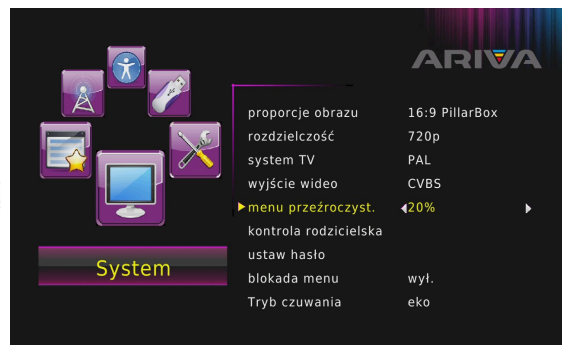 ARIVA
proporcje obrazu 16:9 PillarBox
rozdzielczość 720p
system TV PAL
wyjście wideo CVBS
menu przeźroczyst. 20%
kontrola rodzicielska
ustaw hasło
blokada menu wył.
Tryb czuwania eko
System